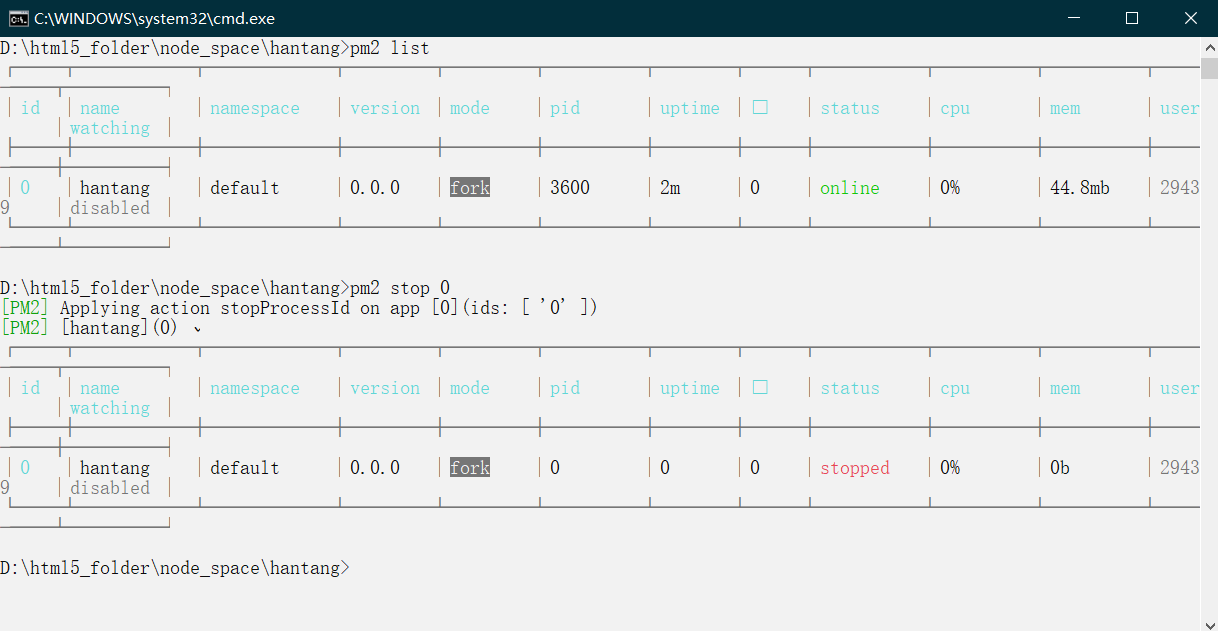 C:\WINDOWS\system32\cmd.exe
D:\html5_folder\node_space\hantang>pm2 list
id name namespace version mode pid uptime status cpu mem user
watching
0 hantang default 0.0.0 fork 3600 2m 0 online 0% 44.8mb 2943
9 disabled
D:\html5_folder\node_space\hantang>pm2 stop 0
[PM2] Applying action stopProcessId on app [0](ids: [ '0' ])
[PM2] [hantang](0) ✓
id name namespace version mode pid uptime status cpu mem user
watching
0 hantang default 0.0.0 fork 0 0 0 stopped 0% 0b 2943
9 disabled
D:\html5_folder\node_space\hantang>